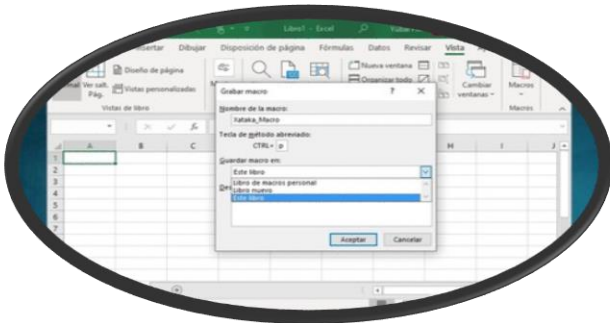 Libro1 - Excel
Insertar Dibujar Disposición de página Fórmulas Datos Revisar Vista
Ver salt. Pág.
Diseño de página
Vistas personalizadas
Vistas de libro
Nueva ventana
Organizar todo
Cambiar ventanas
Macros
Macros
Grabar macro ? X
Nombre de la macro:
Xataka_Macro
Tecla de método abreviado:
CTRL+ p
Guardar macro en:
Este libro
Libro de macros personal
Libro nuevo
Este libro
Aceptar Cancelar
A B C H I J
1
2
3
4
5
6
7